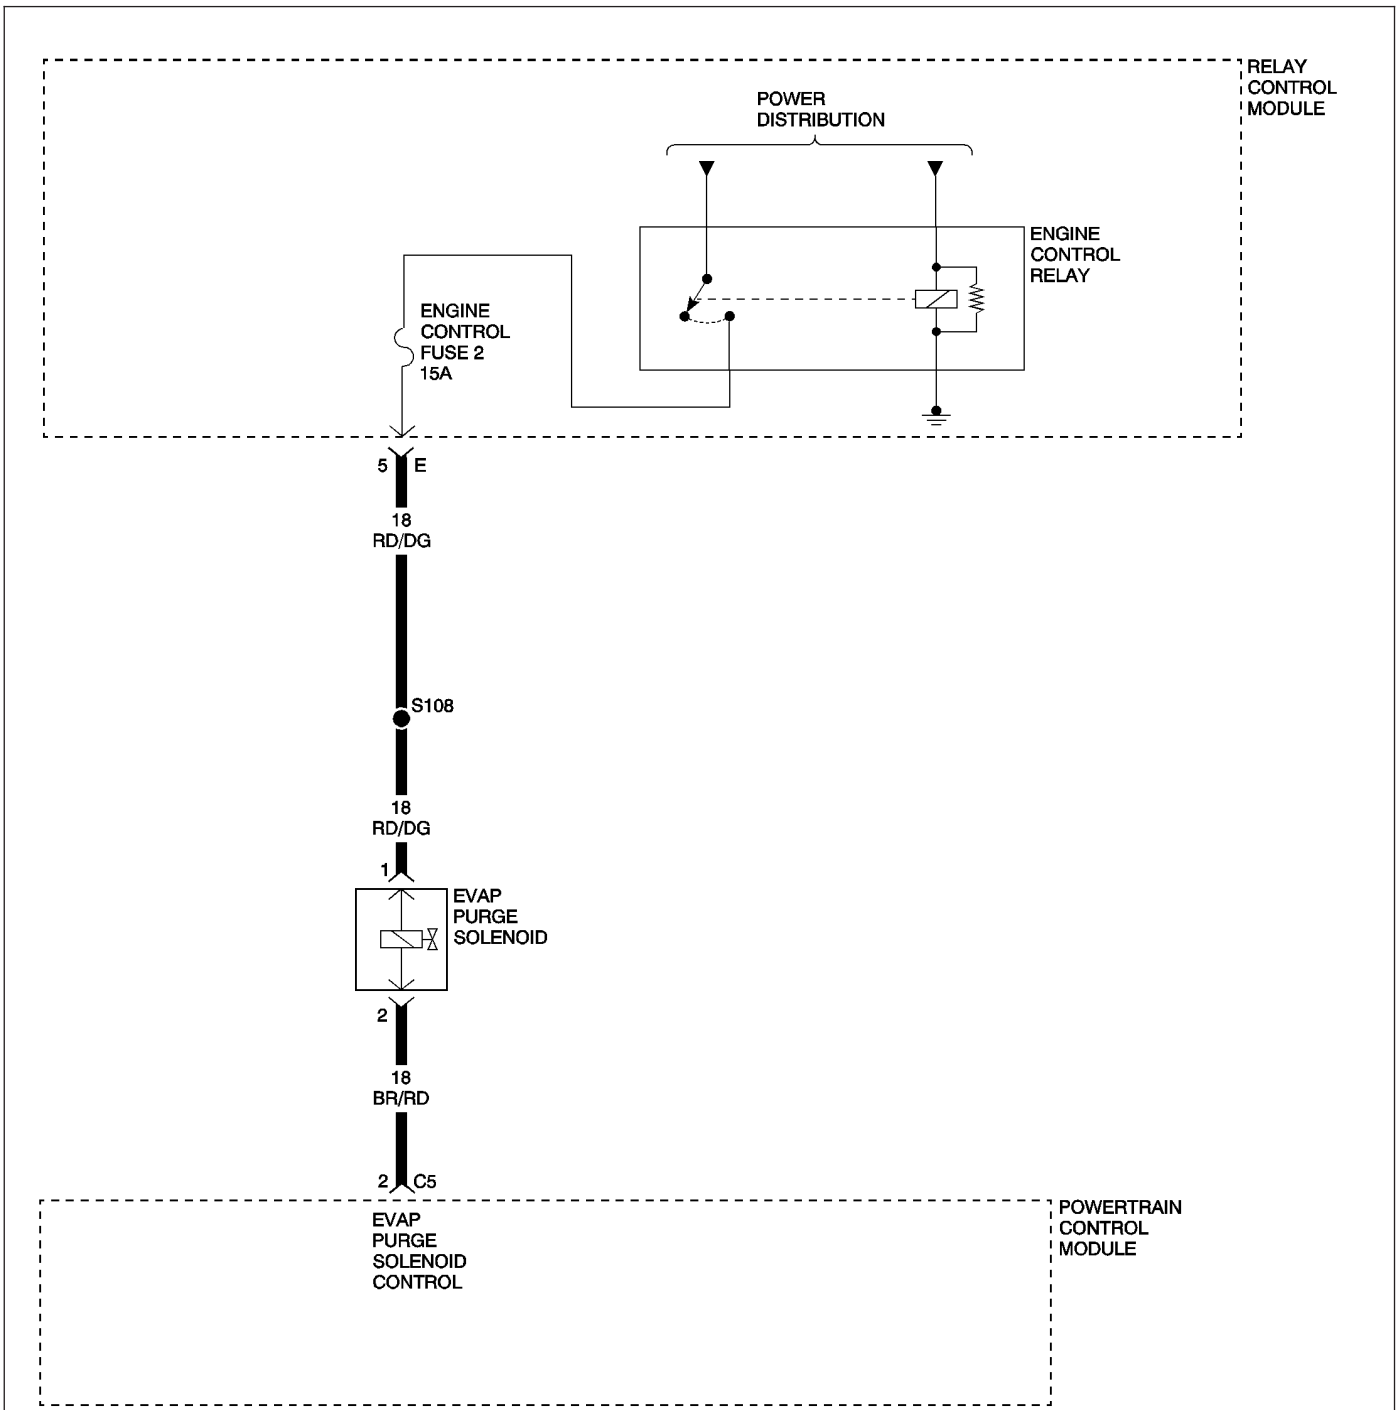 RELAY
CONTROL
MODULE
POWER
DISTRIBUTION
ENGINE
CONTROL
RELAY
ENGINE
CONTROL
FUSE 2
15A
5 E
18
RD/DG
S108
18
RD/DG
1
EVAP
PURGE
SOLENOID
2
18
BR/RD
2 C5
POWERTRAIN
CONTROL
MODULE
EVAP
PURGE
SOLENOID
CONTROL